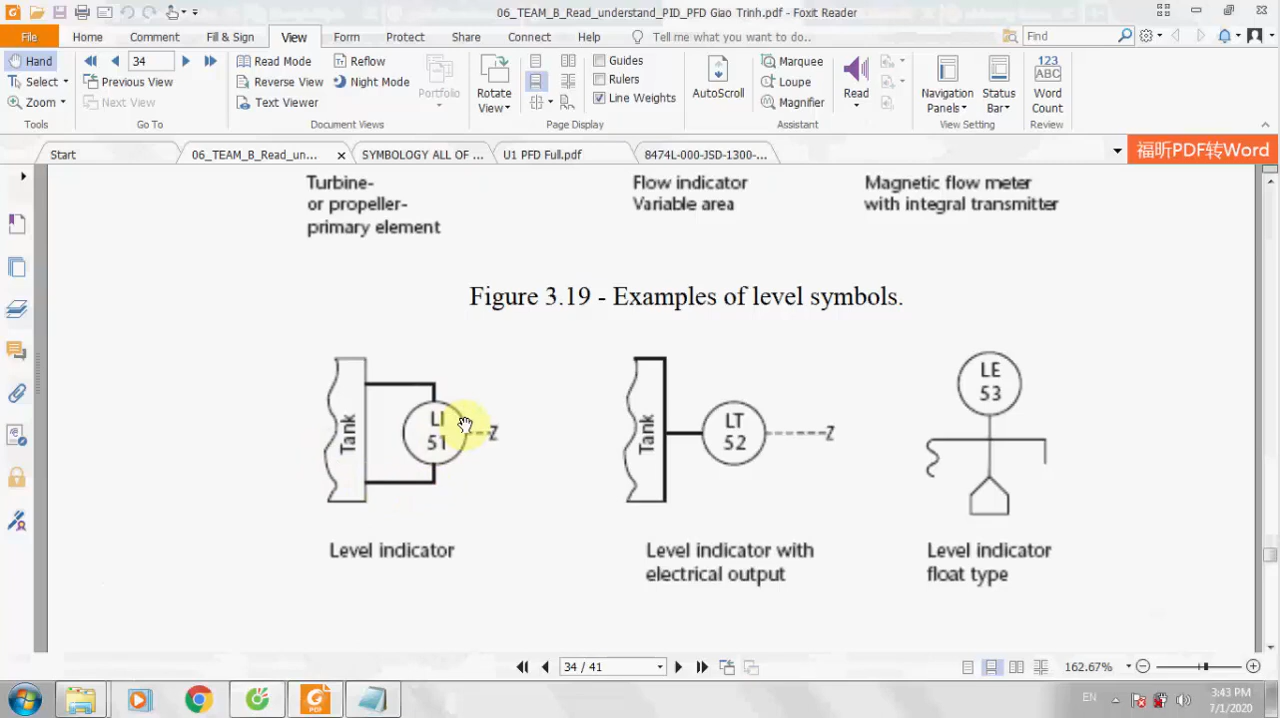 06_TEAM_B_Read_understand_PID_PFD Giao Trinh.pdf - Foxit Reader
File Home Comment Fill & Sign View Form Protect Share Connect Help Tell me what you want to do.. Find
Hand
Select
Zoom
Tools
34
Previous View
Next View
Go To
Read Mode
Reverse View
Text Viewer
Reflow
Night Mode
Portfolio
Document Views
Rotate
View
Guides
Rulers
Line Weights
Page Display
AutoScroll
Marquee
Loupe
Magnifier
Assistant
Read
Navigation
Panels
Status
Bar
View Setting
123
ABC
Word
Count
Review
Start
06_TEAM_B_Read_un...
SYMBOLOGY ALL OF ...
U1 PFD Full.pdf
8474L-000-JSD-1300-...
福昕PDF转Word
Turbine-
or propeller-
primary element
Flow indicator
Variable area
Magnetic flow meter
with integral transmitter
Figure 3.19 - Examples of level symbols.
Tank
LI
51
Z
Level indicator
Tank
LT
52
Z
Level indicator with
electrical output
LE
53
Level indicator
float type
34 / 41
162.67%
EN
3:43 PM
7/1/2020